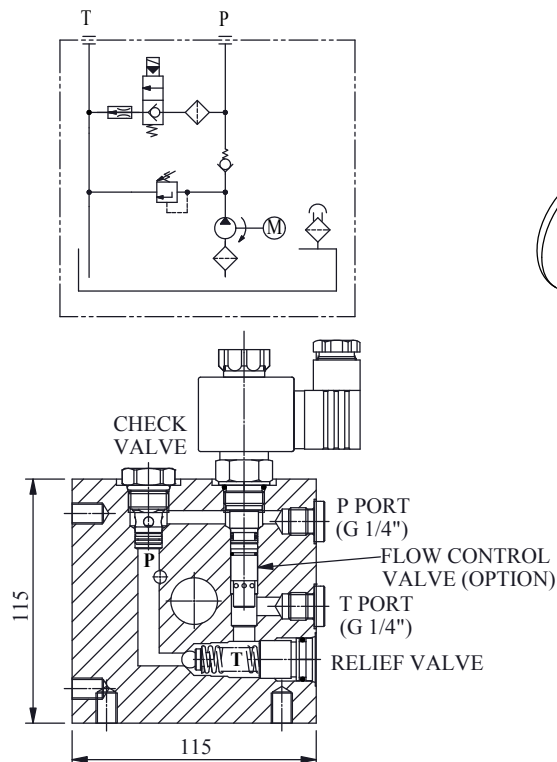 T P
M
CHECK
VALVE
P PORT
(G 1/4")
P
FLOW CONTROL
VALVE (OPTION)
T PORT
(G 1/4")
T
RELIEF VALVE
115
115